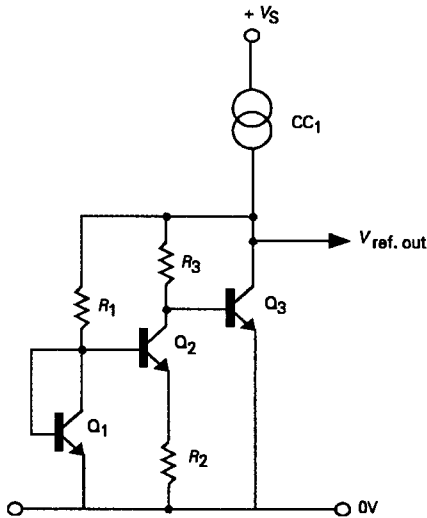 + VS
CC1
Vref. out
R3
Q3
R1
Q2
Q1
R2
0V